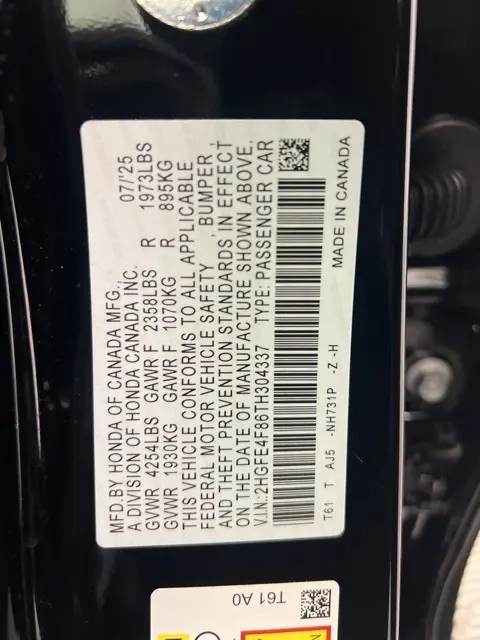 MFD.BY HONDA OF CANADA MFG., 07/'25
A DIVISION OF HONDA CANADA INC.
GVWR 4254LBS GAWR F 2358LBS R 1973LBS
GVWR 1930KG GAWR F 1070KG R 895KG
THIS VEHICLE CONFORMS TO ALL APPLICABLE
FEDERAL MOTOR VEHICLE SAFETY , BUMPER ,
AND THEFT PREVENTION STANDARDS IN EFFECT
ON THE DATE OF MANUFACTURE SHOWN ABOVE.
V.I.N.:2HGFE4F86TH304337 TYPE: PASSENGER CAR
T61 T AJ5 -NH731P -Z -H MADE IN CANADA
T61 A0